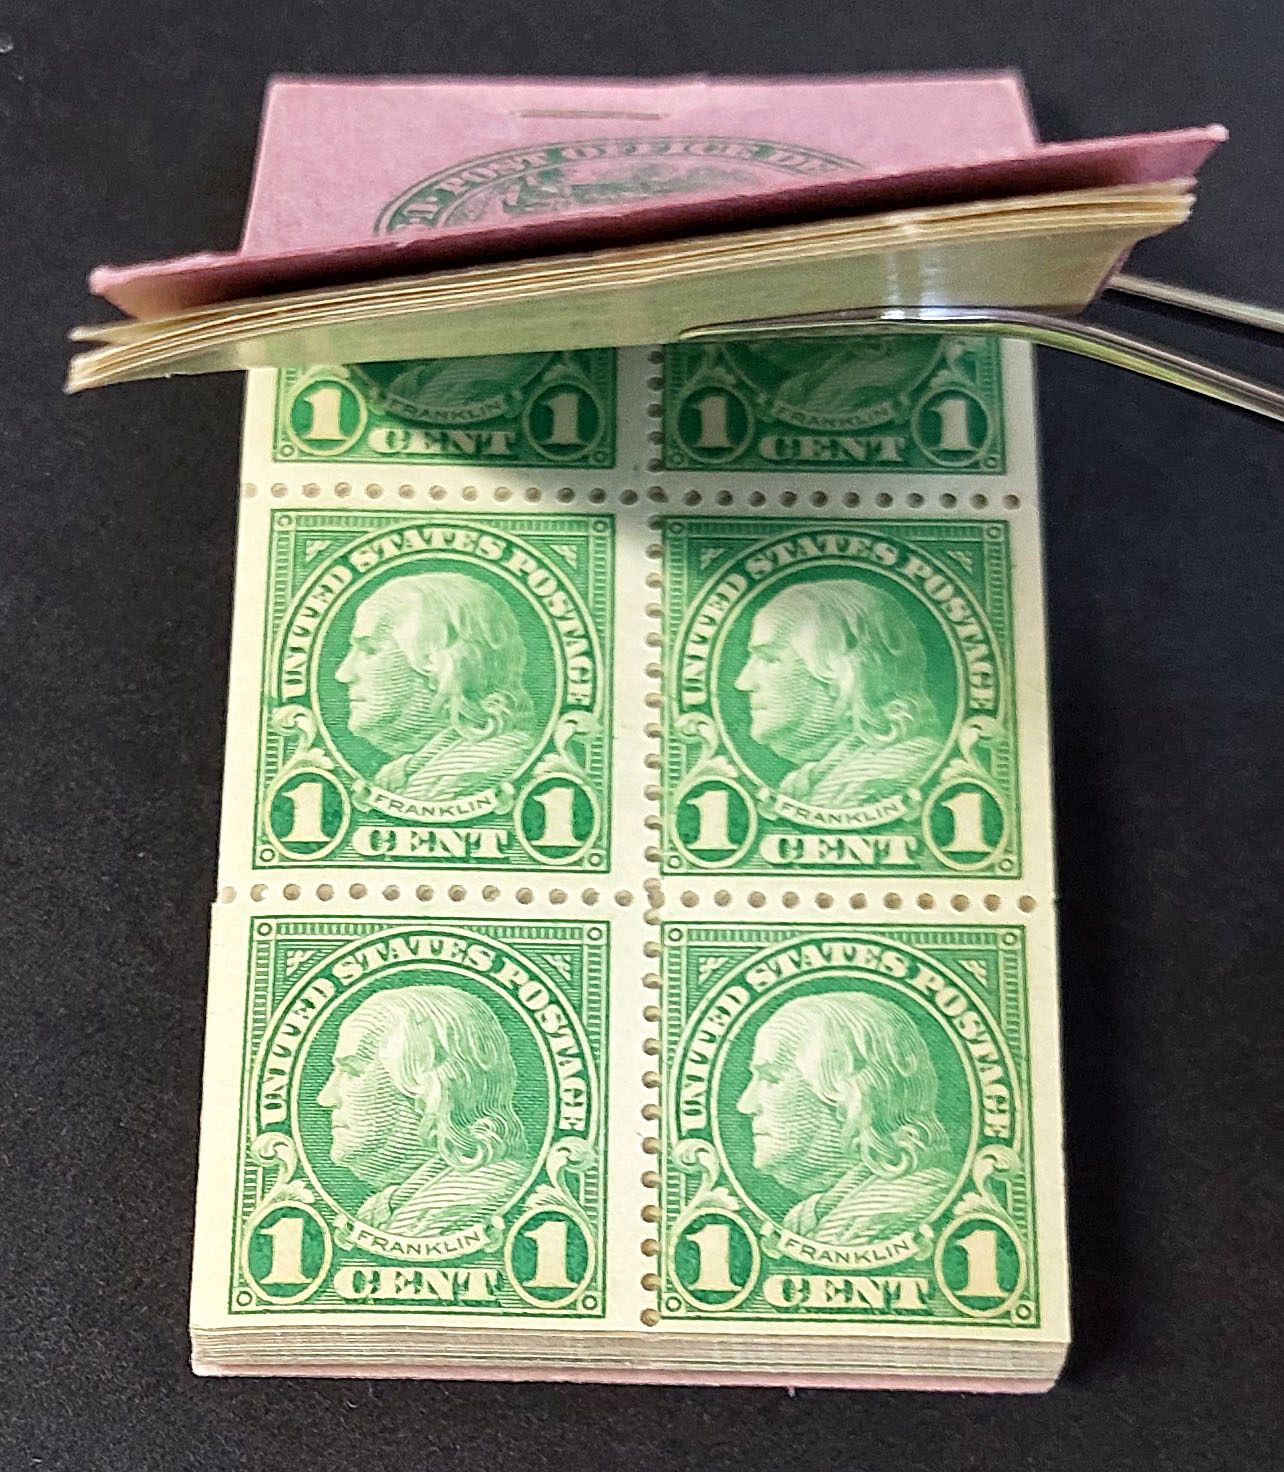 T POST OFFICE DE
FRANKLIN
1 CENT 1
FRANKLIN
1 CENT 1
UNITED STATES POSTAGE
FRANKLIN
1 CENT 1
UNITED STATES POSTAGE
FRANKLIN
1 CENT 1
UNITED STATES POSTAGE
FRANKLIN
1 CENT 1
UNITED STATES POSTAGE
FRANKLIN
1 CENT 1